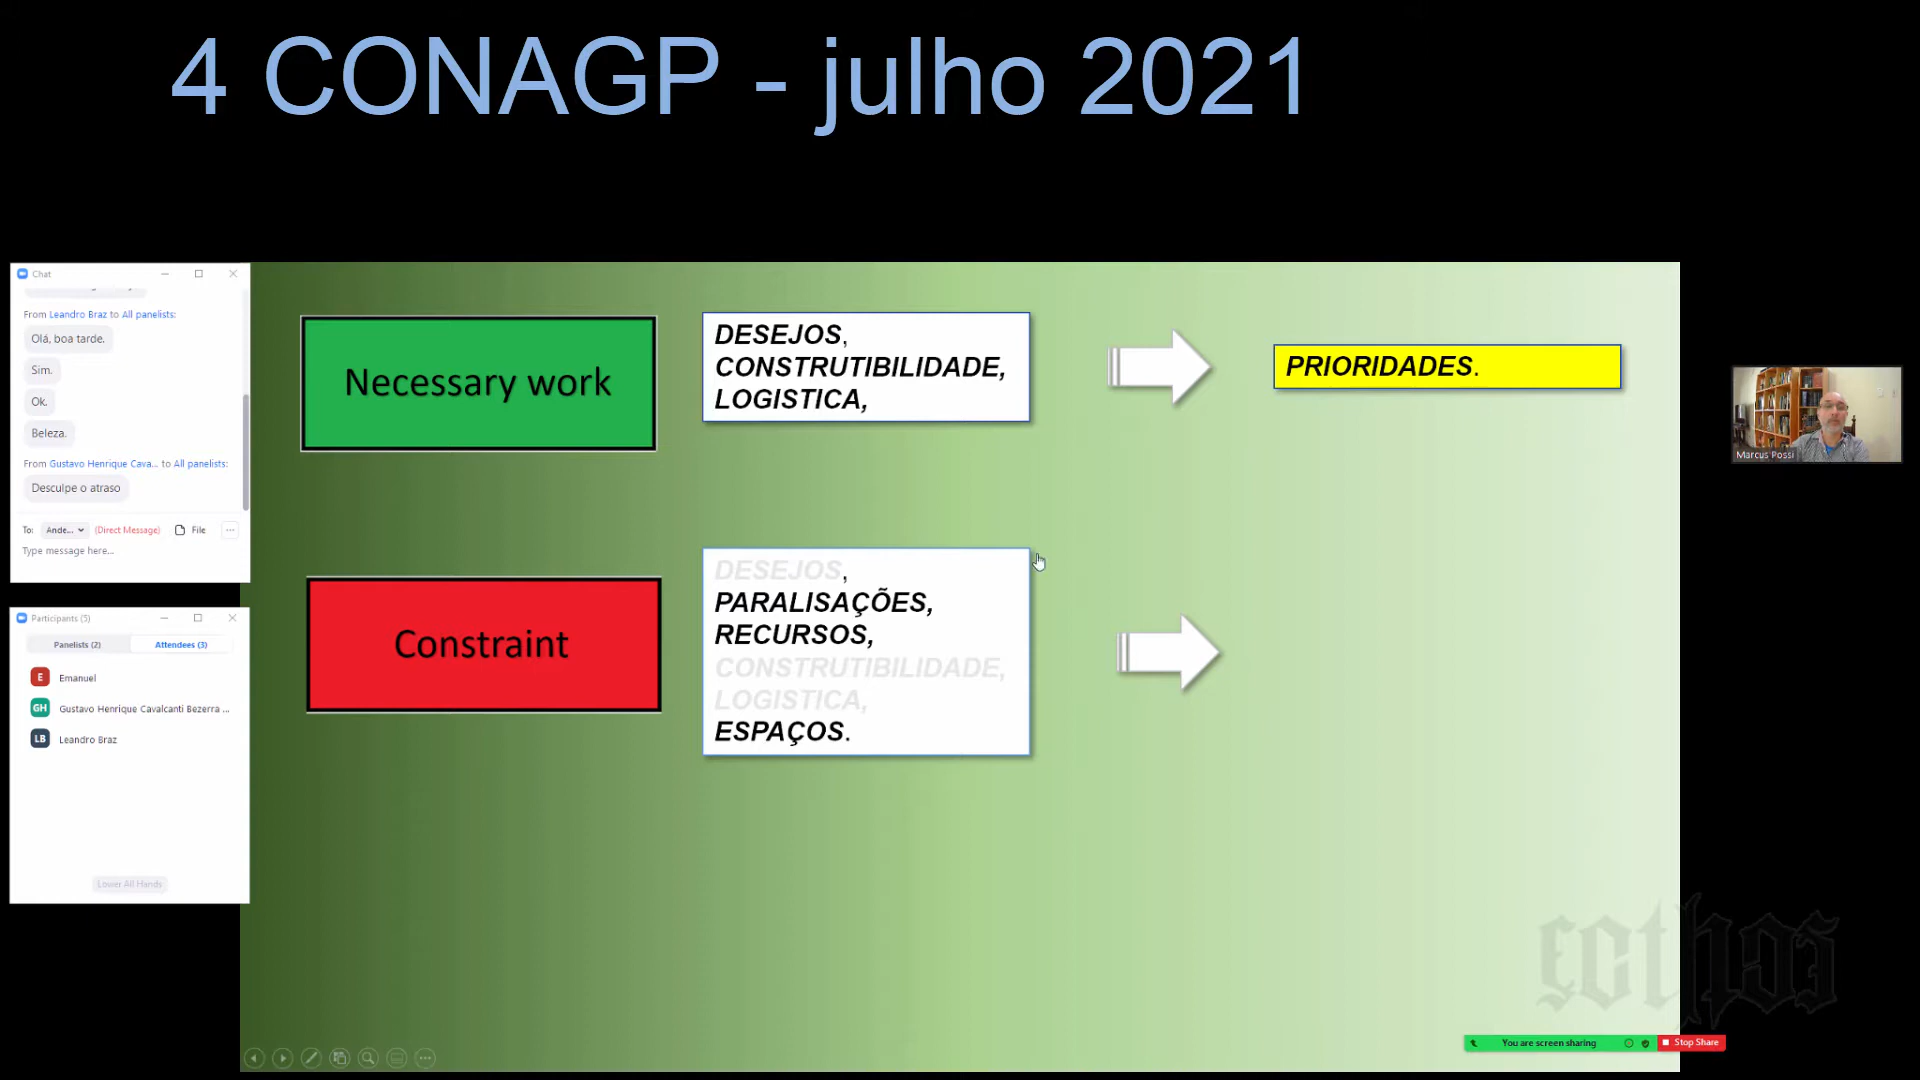 4 CONAGP - julho 2021
Chat
From Leandro Braz to All panelists:
Olá, boa tarde.
Sim.
Ok.
Beleza.
From Gustavo Henrique Cava... to All panelists:
Desculpe o atraso
To: Ande... (Direct Message) File ...
Type message here...
Participants (5)
Panelists (2) Attendees (3)
E Emanuel
GH Gustavo Henrique Cavalcanti Bezerra ...
LB Leandro Braz
Lower All Hands
Necessary work
DESEJOS,
CONSTRUTIBILIDADE,
LOGISTICA,
PRIORIDADES.
Constraint
DESEJOS,
PARALISAÇÕES,
RECURSOS,
CONSTRUTIBILIDADE,
LOGISTICA,
ESPAÇOS.
Marcus Possi
You are screen sharing Stop Share